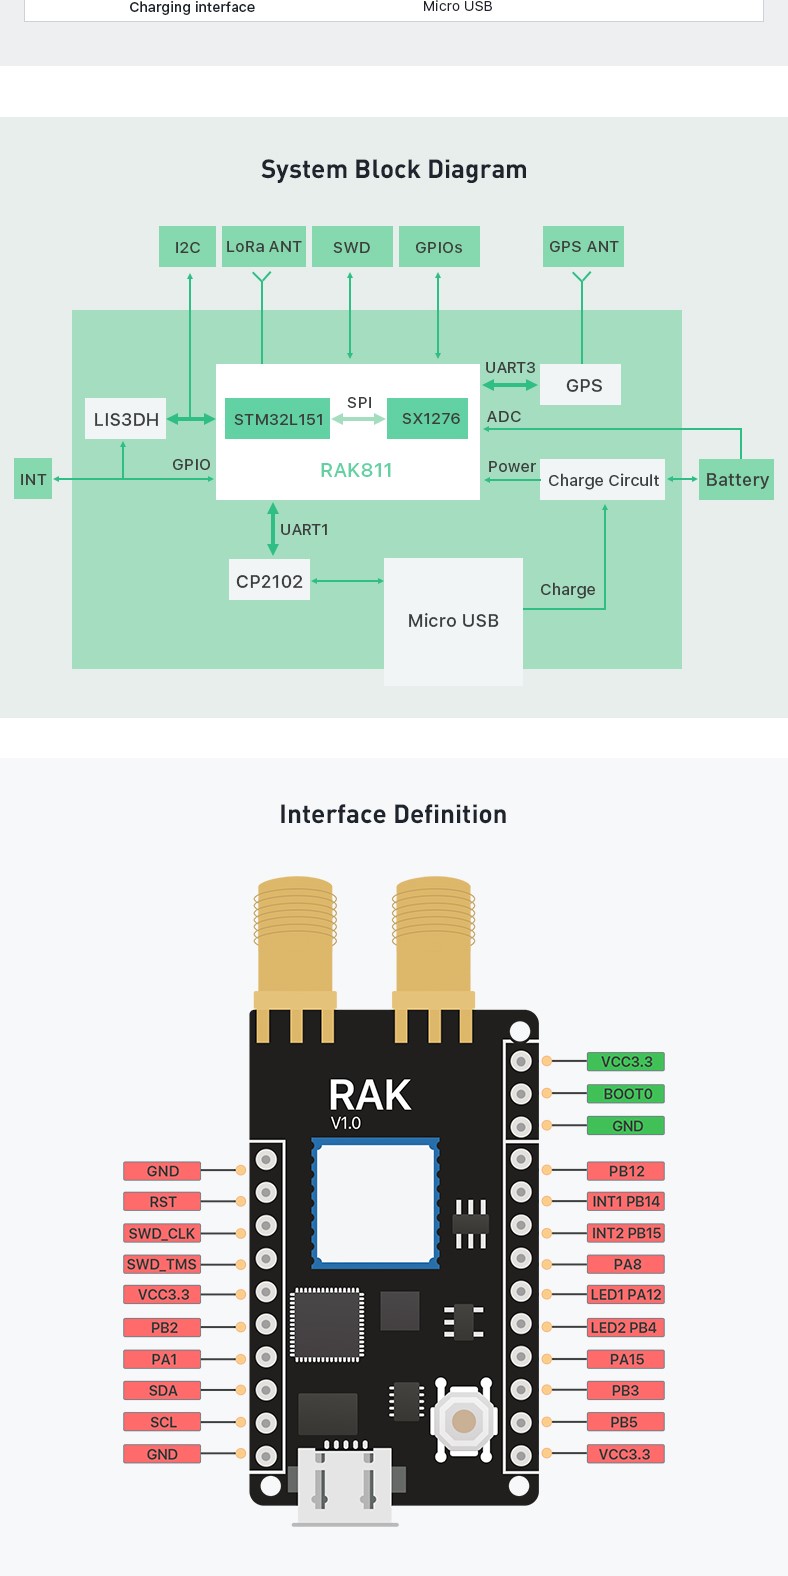 Charging interface Micro USB
System Block Diagram
I2C LoRa ANT SWD GPIOs GPS ANT
UART3
GPS
SPI
LIS3DH STM32L151 SX1276 ADC
GPIO RAK811 Power
INT Charge Circult Battery
UART1
CP2102
Charge
Micro USB
Interface Definition
VCC3.3
RAK BOOT0
V1.0 GND
GND PB12
RST INT1 PB14
SWD_CLK INT2 PB15
SWD_TMS PA8
VCC3.3 LED1 PA12
PB2 LED2 PB4
PA1 PA15
SDA PB3
SCL PB5
GND VCC3.3